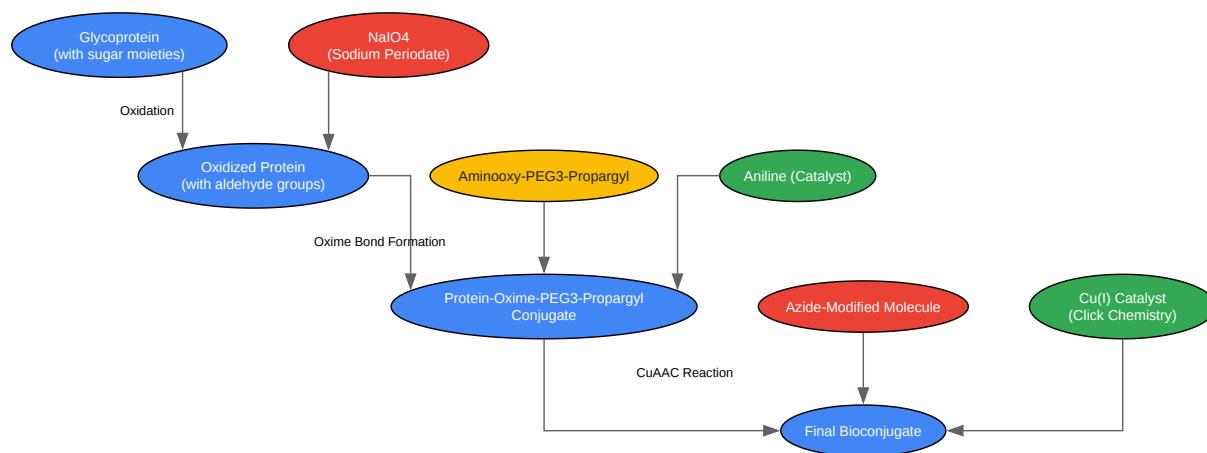 Glycoprotein
(with sugar moieties)
NaIO4
(Sodium Periodate)
Oxidation
Oxidized Protein
(with aldehyde groups)
Aminooxy-PEG3-Propargyl
Aniline (Catalyst)
Oxime Bond Formation
Protein-Oxime-PEG3-Propargyl
Conjugate
Azide-Modified Molecule
Cu(I) Catalyst
(Click Chemistry)
CuAAC Reaction
Final Bioconjugate